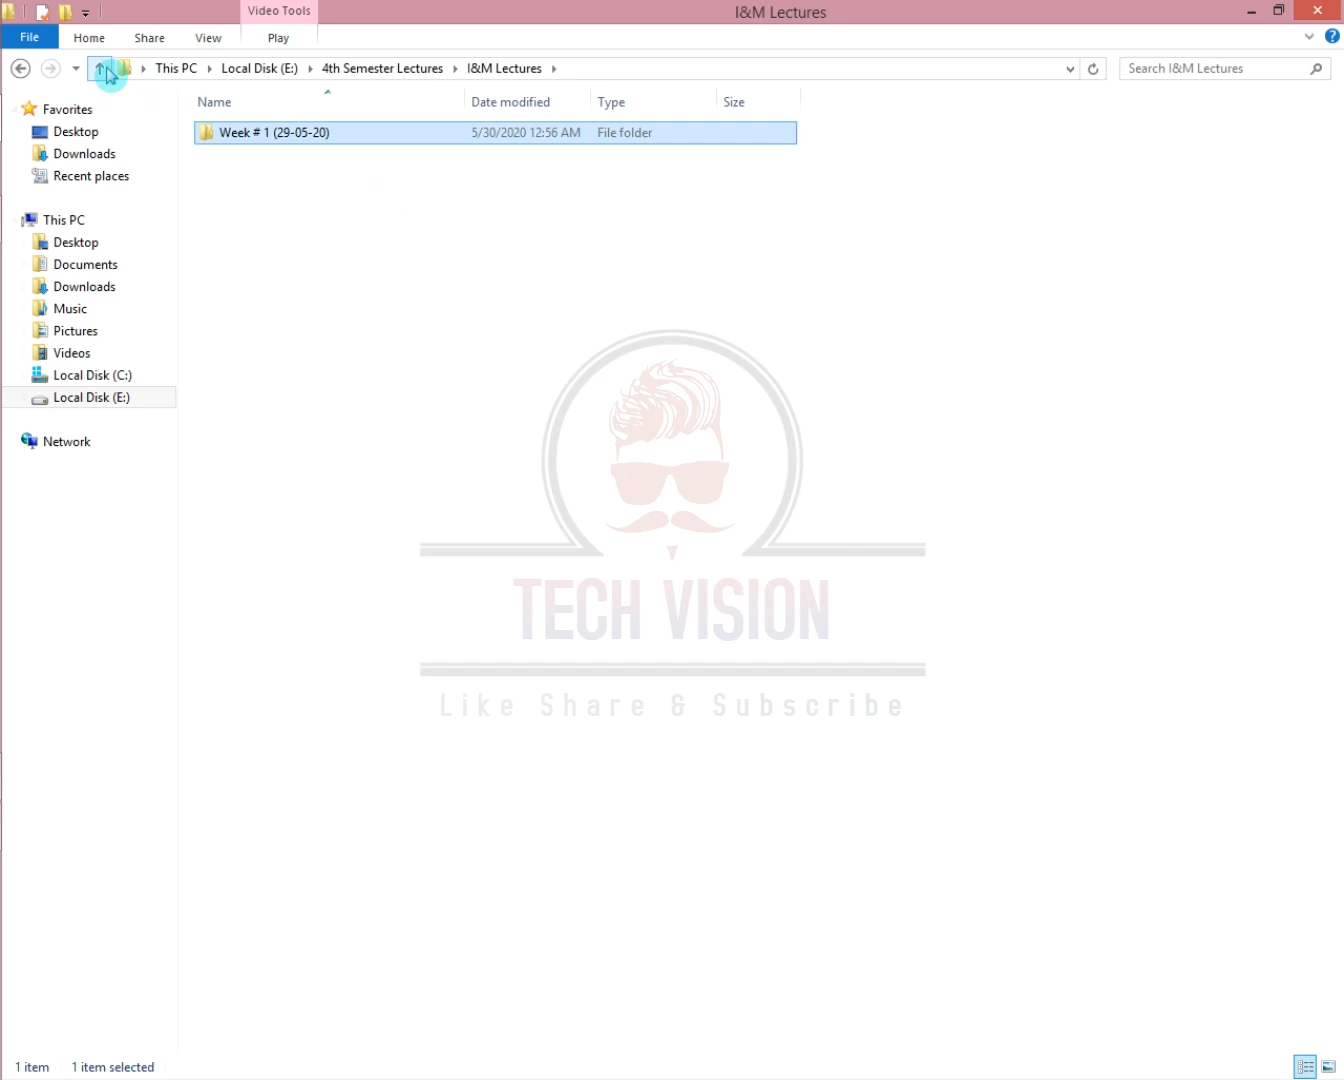 Video Tools
I&M Lectures
File Home Share View Play
This PC Local Disk (E:) 4th Semester Lectures I&M Lectures
Search I&M Lectures
Name Date modified Type Size
Week # 1 (29-05-20) 5/30/2020 12:56 AM File folder
Favorites
Desktop
Downloads
Recent places
This PC
Desktop
Documents
Downloads
Music
Pictures
Videos
Local Disk (C:)
Local Disk (E:)
Network
TECH VISION
Like Share & Subscribe
1 item 1 item selected